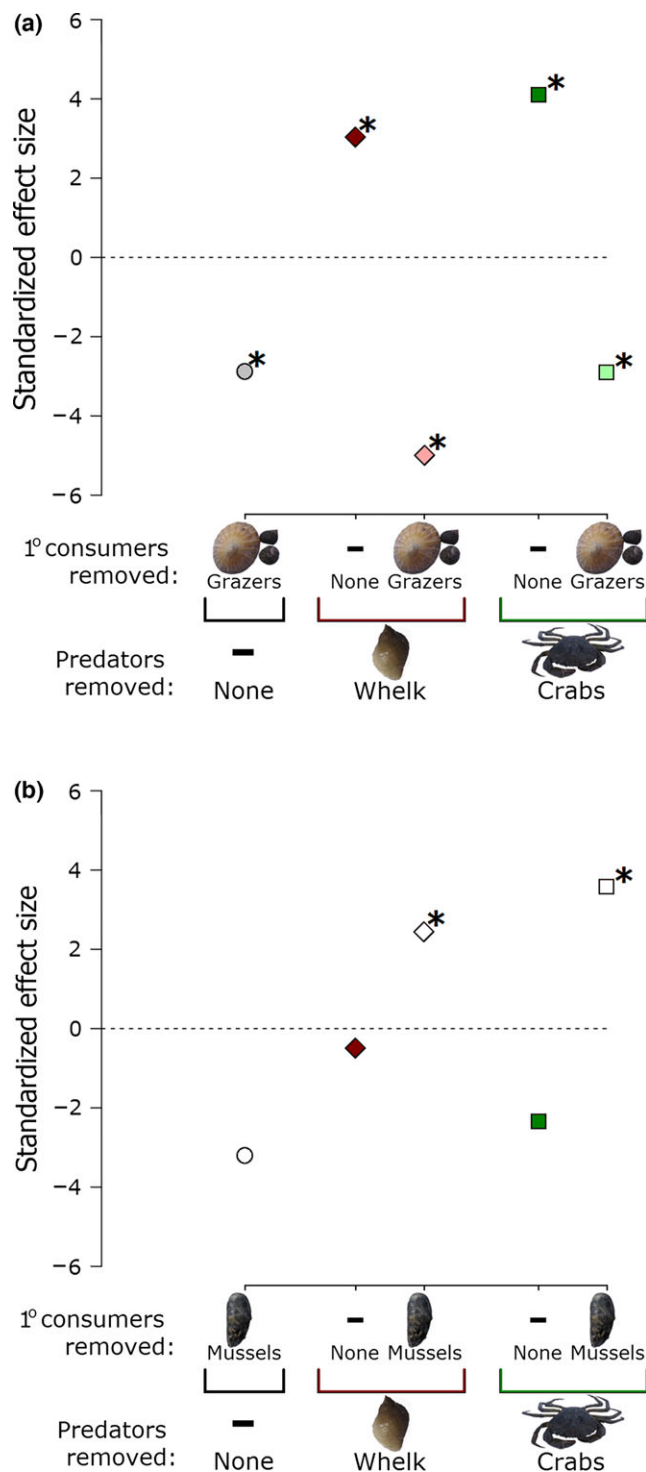 (a)
Standardized effect size
6
4
2
0
−2
−4
−6
*
*
*
*
*
1º consumers removed:
Grazers
None Grazers
None Grazers
Predators removed:
None
Whelk
Crabs
(b)
Standardized effect size
6
4
2
0
−2
−4
−6
*
*
1º consumers removed:
Mussels
None Mussels
None Mussels
Predators removed:
None
Whelk
Crabs